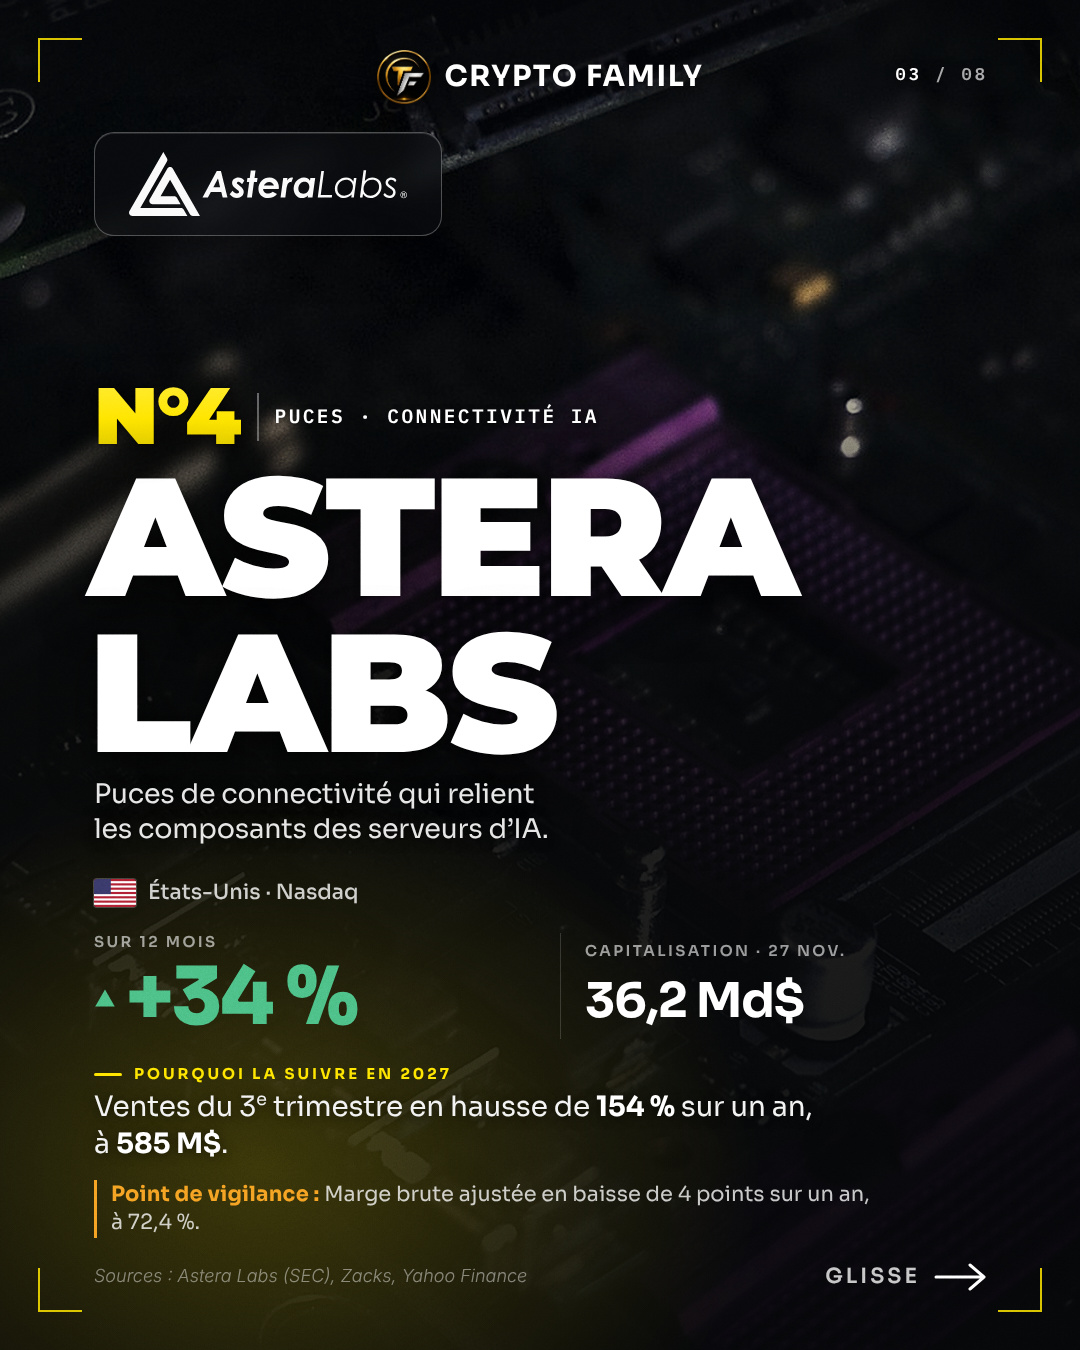 CRYPTO FAMILY
03 / 08
AsteraLabs®
N°4
PUCES · CONNECTIVITÉ IA
ASTERA
LABS
Puces de connectivité qui relient
les composants des serveurs d’IA.
États-Unis · Nasdaq
SUR 12 MOIS
+34 %
CAPITALISATION · 27 NOV.
36,2 Md$
POURQUOI LA SUIVRE EN 2027
Ventes du 3e trimestre en hausse de 154 % sur un an,
à 585 M$.
Point de vigilance : Marge brute ajustée en baisse de 4 points sur un an,
à 72,4 %.
Sources : Astera Labs (SEC), Zacks, Yahoo Finance
GLISSE